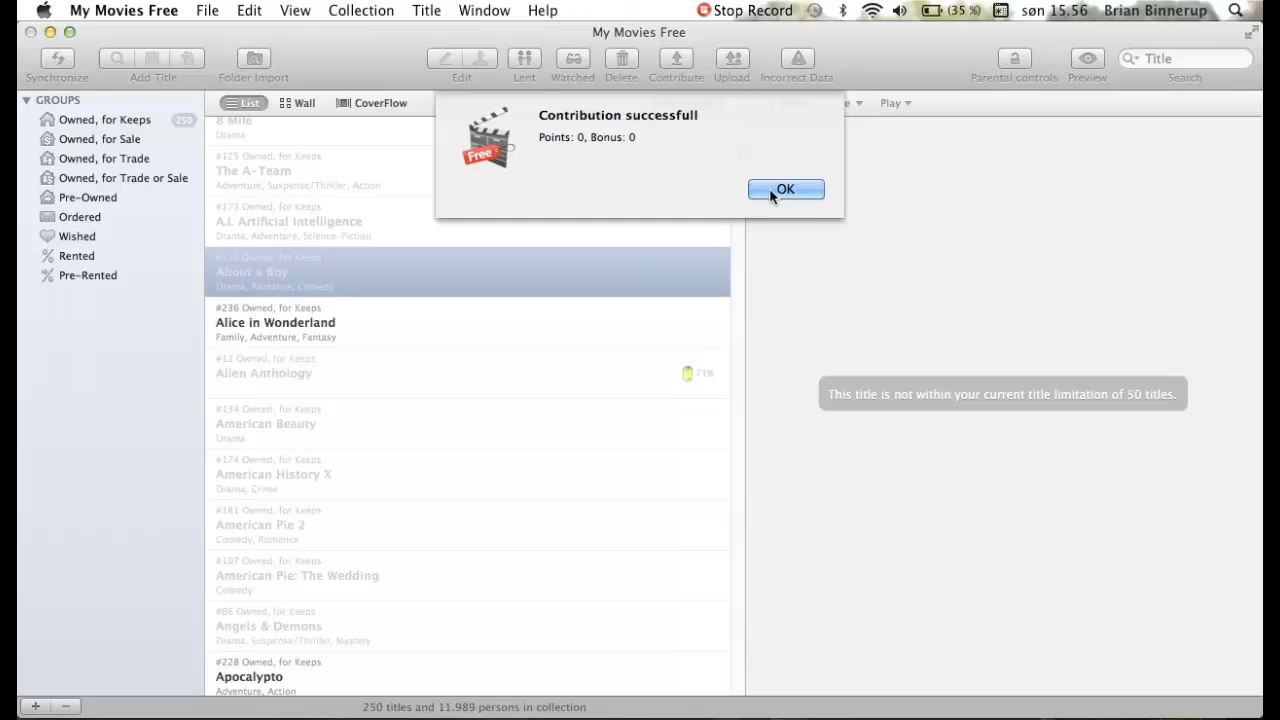 My Movies Free File Edit View Collection Title Window Help Stop Record (35 %) søn 15.56 Brian Binnerup
My Movies Free
Title
Synchronize Add Title Folder Import Edit Lent Watched Delete Contribute Upload Incorrect Data Parental controls Preview Search
GROUPS
Owned, for Keeps 250
Owned, for Sale
Owned, for Trade
Owned, for Trade or Sale
Pre-Owned
Ordered
Wished
Rented
Pre-Rented
List Wall CoverFlow Play
Contribution successfull
Points: 0, Bonus: 0
Free
OK
8 Mile
Drama
#125 Owned, for Keeps
The A-Team
Adventure, Suspense/Thriller, Action
#173 Owned, for Keeps
A.I. Artificial Intelligence
Drama, Adventure, Science-Fiction
Owned, for Keeps
About a Boy
Drama, Romance, Comedy
#236 Owned, for Keeps
Alice in Wonderland
Family, Adventure, Fantasy
#12 Owned, for Keeps
Alien Anthology
71%
#134 Owned, for Keeps
American Beauty
Drama
#174 Owned, for Keeps
American History X
Drama, Crime
#181 Owned, for Keeps
American Pie 2
Comedy, Romance
#107 Owned, for Keeps
American Pie: The Wedding
Comedy
#86 Owned, for Keeps
Angels & Demons
Drama, Suspense/Thriller, Mystery
#228 Owned, for Keeps
Apocalypto
Adventure, Action
This title is not within your current title limitation of 50 titles.
250 titles and 11.989 persons in collection